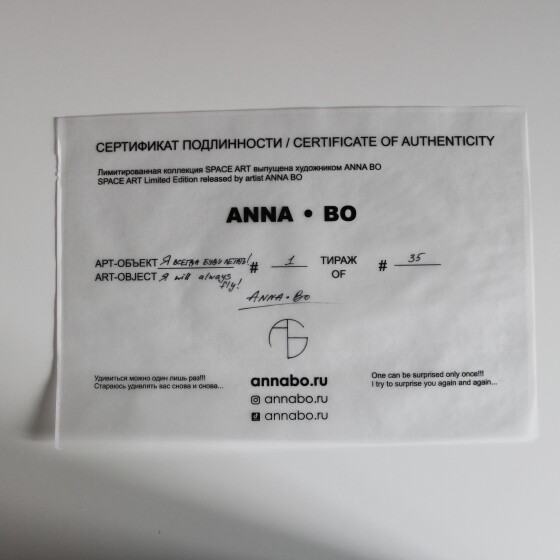 СЕРТИФИКАТ ПОДЛИННОСТИ / CERTIFICATE OF AUTHENTICITY
Лимитированная коллекция SPACE ART выпущена художником ANNA BO
SPACE ART Limited Edition released by artist ANNA BO
ANNA • BO
АРТ-ОБЪЕКТ Я всегда буду летать! # 1 ТИРАЖ # 35
ART-OBJECT Я will always fly! OF
Anna • Bo
annabo.ru
Удивиться можно один лишь раз!!!
Стараюсь удивлять вас снова и снова...
One can be surprised only once!!!
I try to surprise you again and again...
annabo.ru
annabo.ru